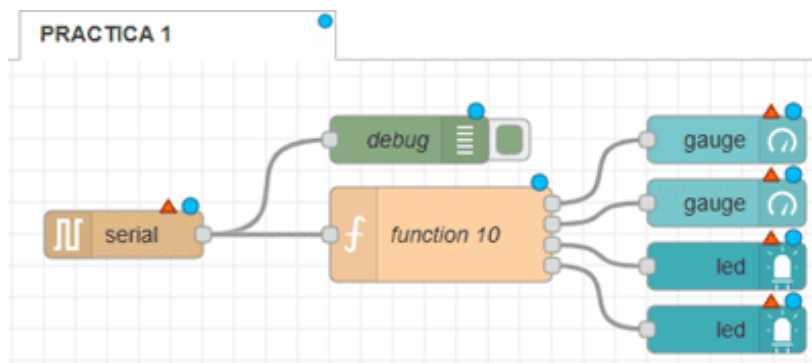 PRACTICA 1
debug
gauge
gauge
serial
function 10
led
led